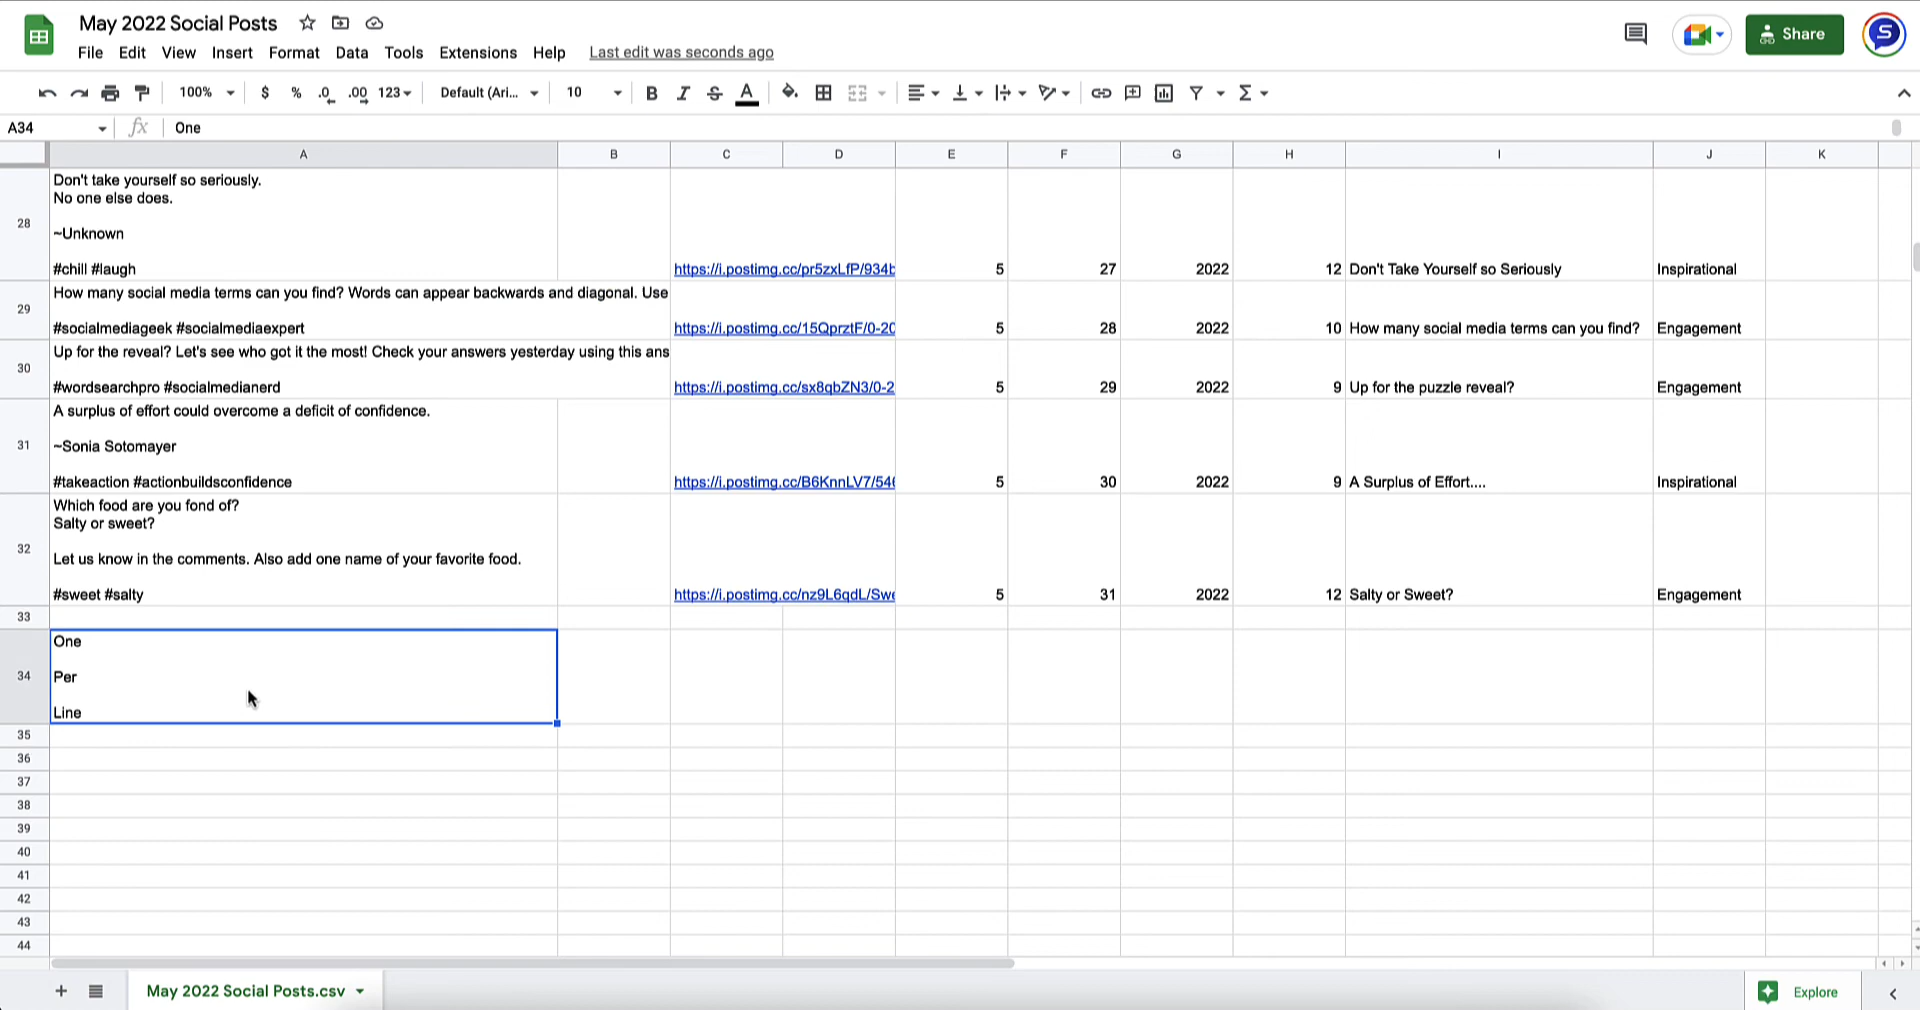 May 2022 Social Posts
File Edit View Insert Format Data Tools Extensions Help Last edit was seconds ago
Share
S
100% $ % .0 .00 123 Default (Ari... 10 B I S A
A34 fx One
A B C D E F G H I J K
Don't take yourself so seriously.
No one else does.
28
~Unknown
#chill #laugh https://i.postimg.cc/pr5zxLfP/934b 5 27 2022 12 Don't Take Yourself so Seriously Inspirational
How many social media terms can you find? Words can appear backwards and diagonal. Use
29
#socialmediageek #socialmediaexpert https://i.postimg.cc/15QprztF/0-20 5 28 2022 10 How many social media terms can you find? Engagement
Up for the reveal? Let's see who got it the most! Check your answers yesterday using this ans
30
#wordsearchpro #socialmedianerd https://i.postimg.cc/sx8qbZN3/0-2 5 29 2022 9 Up for the puzzle reveal? Engagement
A surplus of effort could overcome a deficit of confidence.
31 ~Sonia Sotomayer
#takeaction #actionbuildsconfidence https://i.postimg.cc/B6KnnLV7/546 5 30 2022 9 A Surplus of Effort.... Inspirational
Which food are you fond of?
Salty or sweet?
32
Let us know in the comments. Also add one name of your favorite food.
#sweet #salty https://i.postimg.cc/nz9L6qdL/Swe 5 31 2022 12 Salty or Sweet? Engagement
33
One
34 Per
Line
35
36
37
38
39
40
41
42
43
44
May 2022 Social Posts.csv Explore